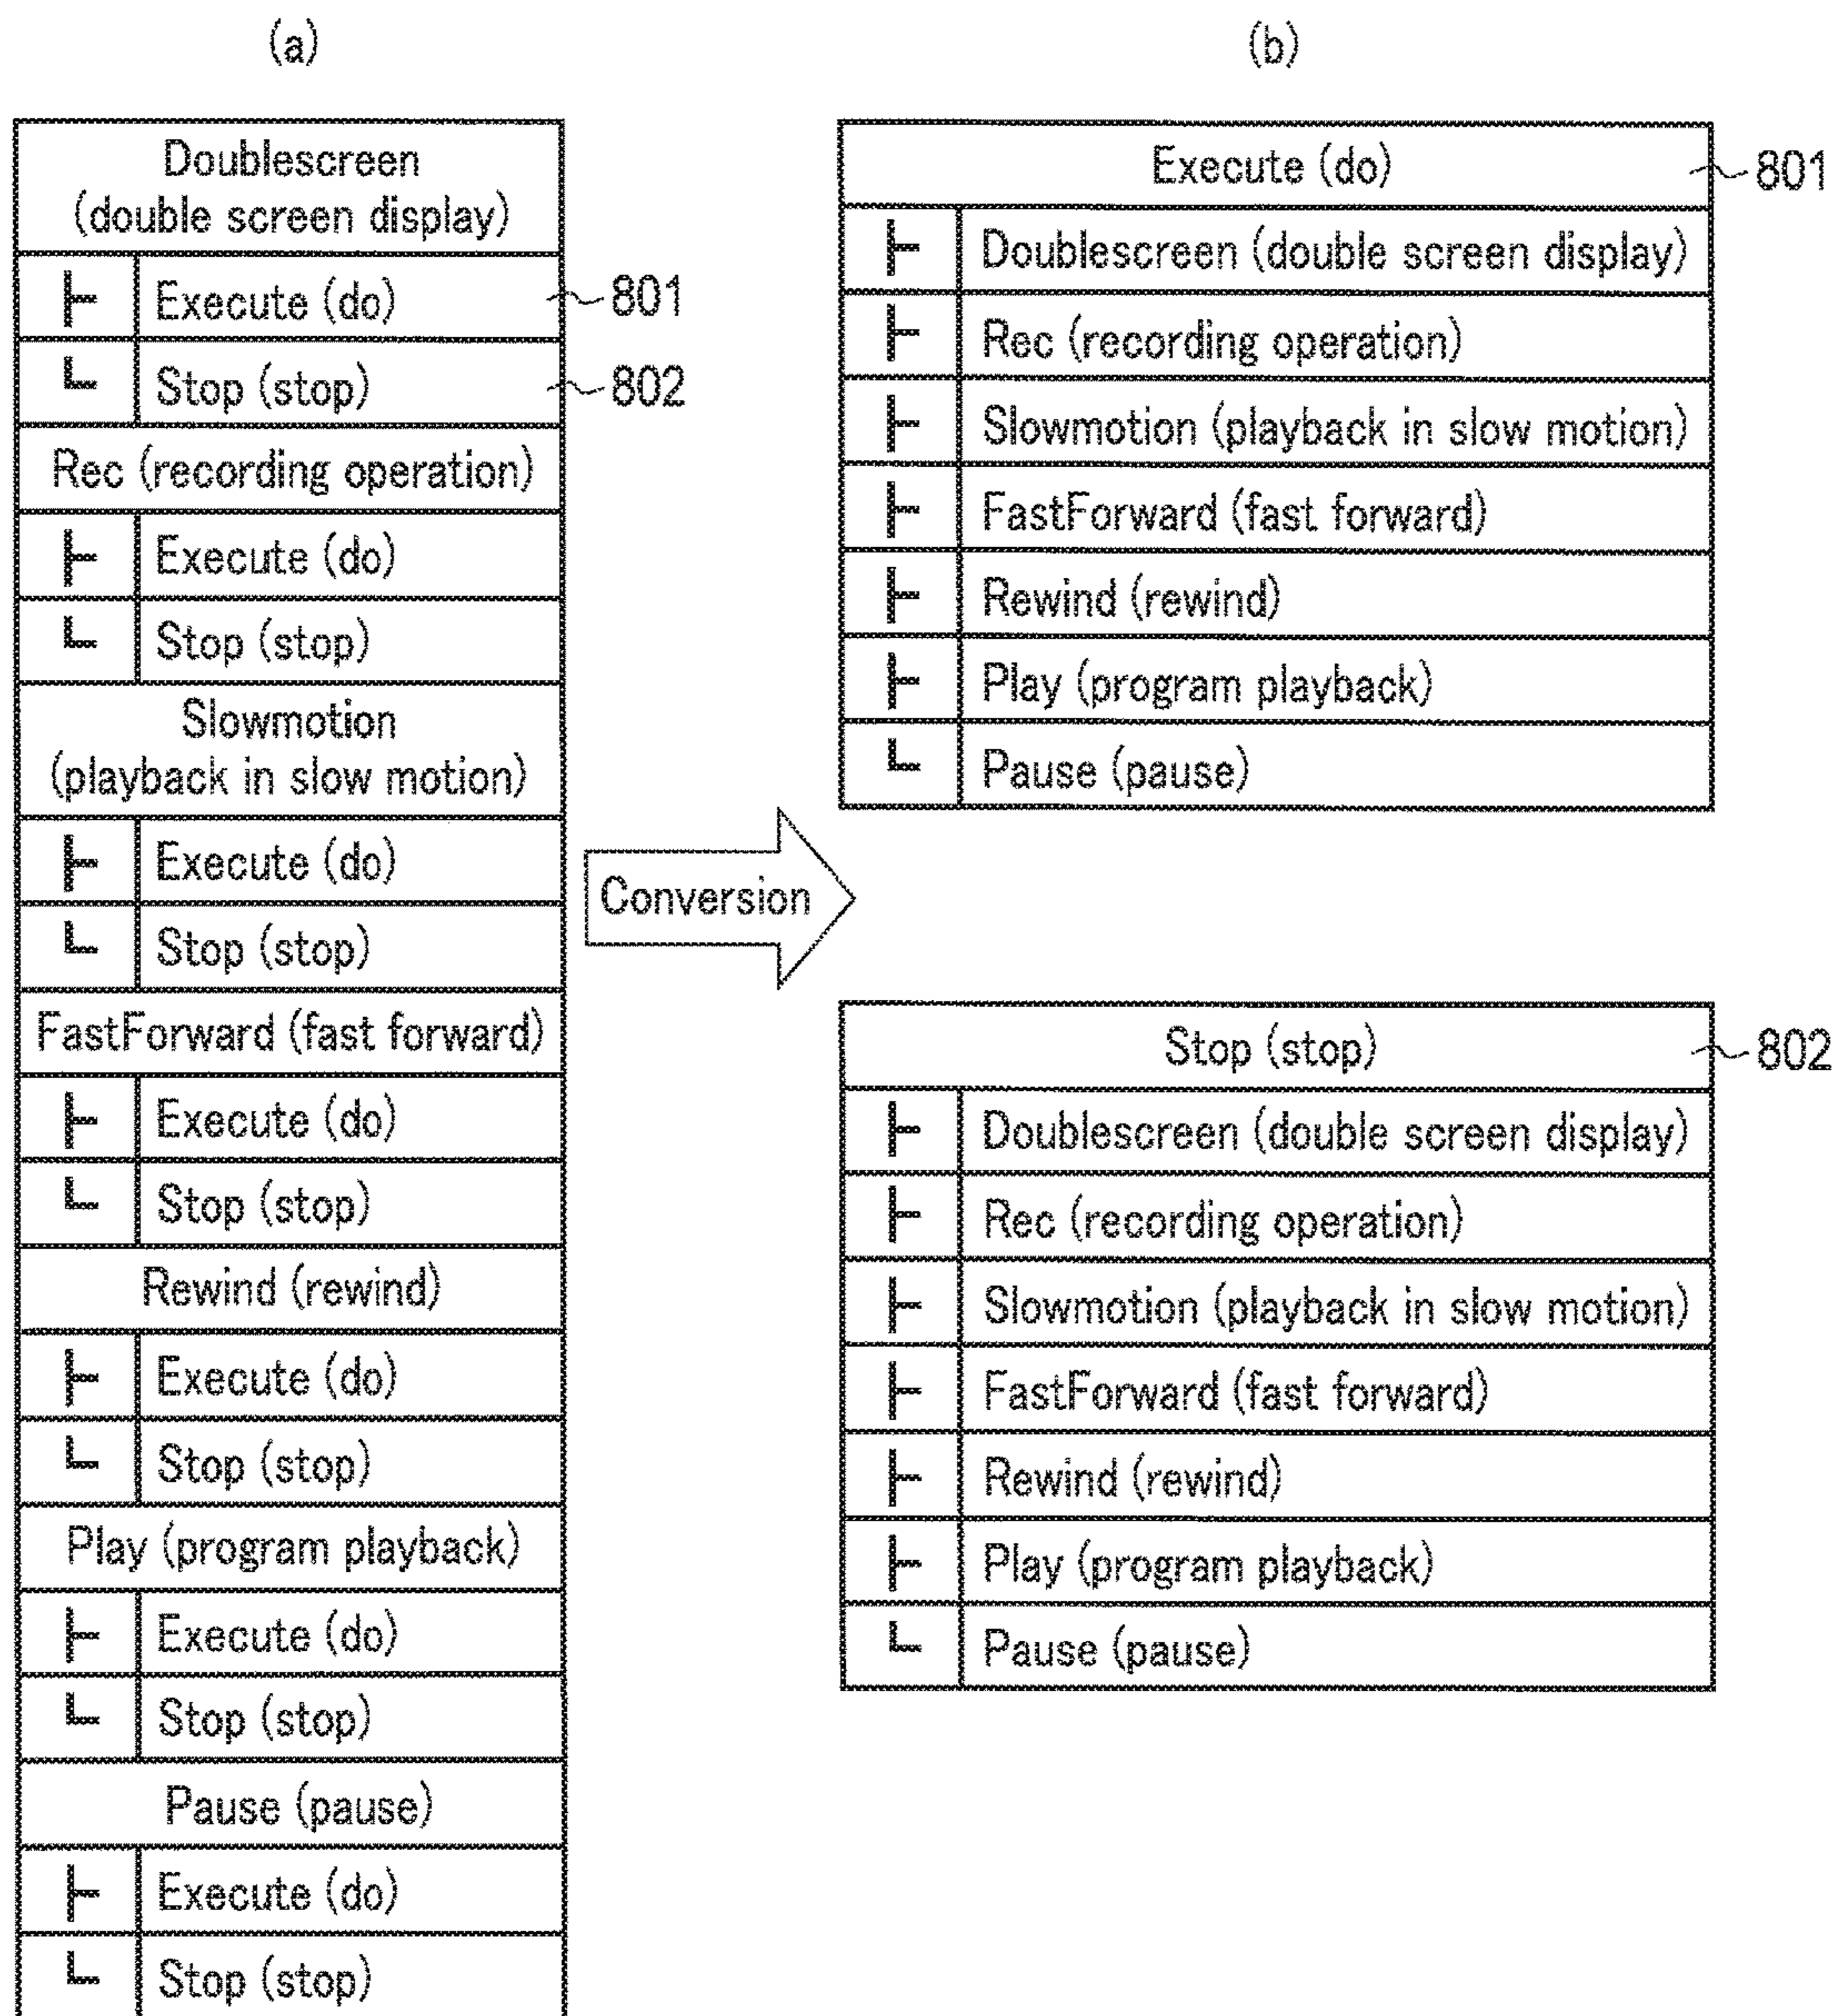 (a)
Doublescreen
(double screen display)
Execute (do)
801
Stop (stop)
802
Rec (recording operation)
Execute (do)
Stop (stop)
Slowmotion
(playback in slow motion)
Execute (do)
Stop (stop)
FastForward (fast forward)
Execute (do)
Stop (stop)
Rewind (rewind)
Execute (do)
Stop (stop)
Play (program playback)
Execute (do)
Stop (stop)
Pause (pause)
Execute (do)
Stop (stop)
Conversion
(b)
Execute (do)
801
Doublescreen (double screen display)
Rec (recording operation)
Slowmotion (playback in slow motion)
FastForward (fast forward)
Rewind (rewind)
Play (program playback)
Pause (pause)
Stop (stop)
802
Doublescreen (double screen display)
Rec (recording operation)
Slowmotion (playback in slow motion)
FastForward (fast forward)
Rewind (rewind)
Play (program playback)
Pause (pause)